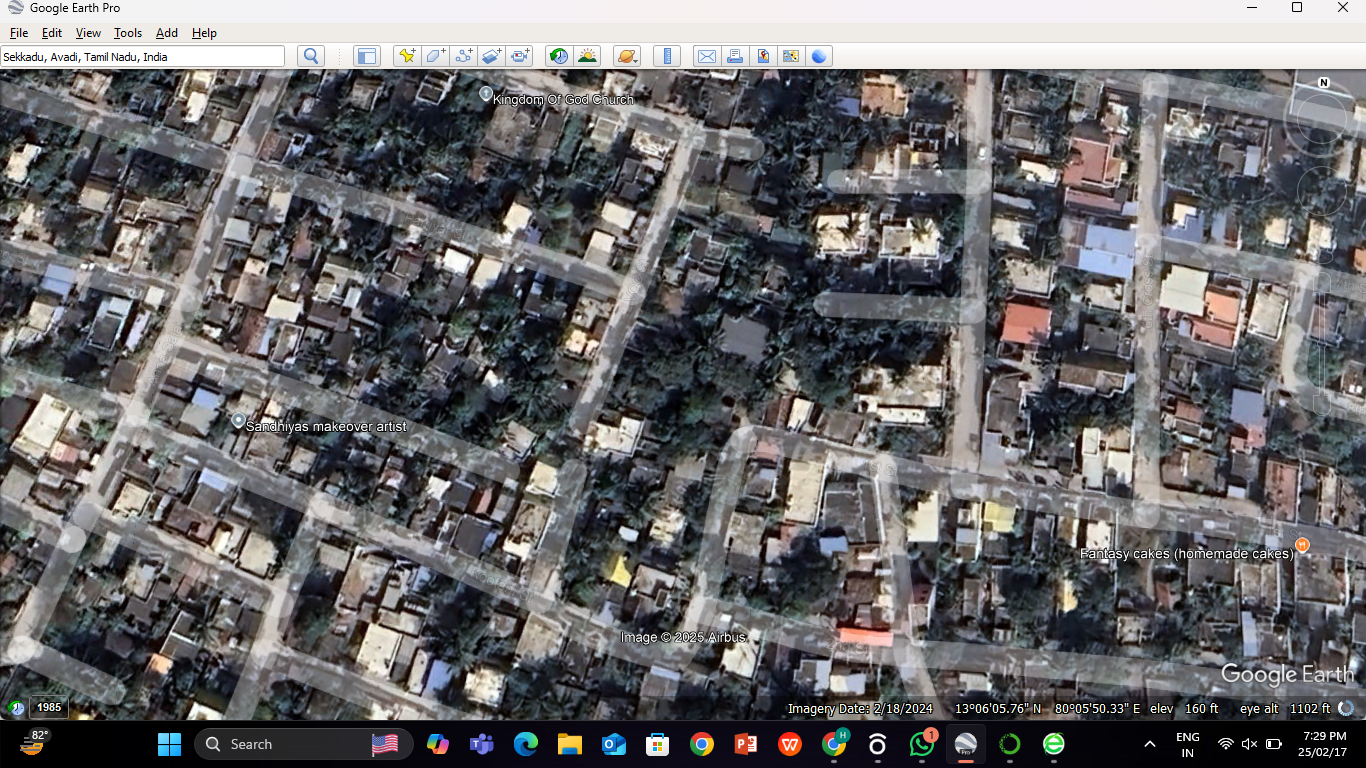 Google Earth Pro
File Edit View Tools Add Help
Sekkadu, Avadi, Tamil Nadu, India
N
Kingdom Of God Church
Sandhiyas makeover artist
Fantasy cakes (homemade cakes)
Image © 2025 Airbus
Google Earth
1985
Imagery Date: 2/18/2024 13°06'05.76" N 80°05'50.33" E elev 160 ft eye alt 1102 ft
82°
Search
H
1
Pro
ENG
IN
7:29 PM
25/02/17